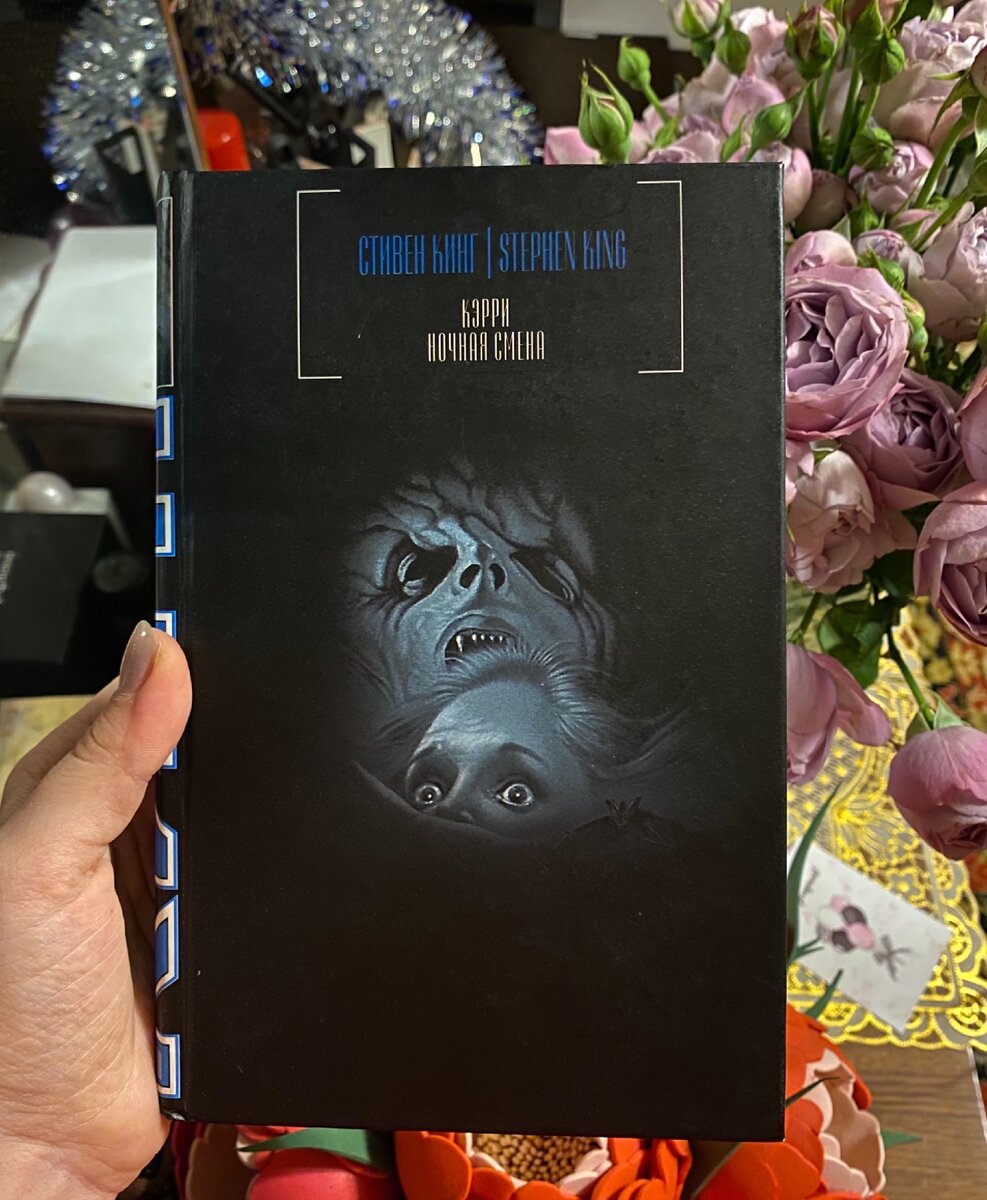 СТИВЕН КИНГ | STEPHEN KING
КЭРРИ
НОЧНАЯ СМЕНА